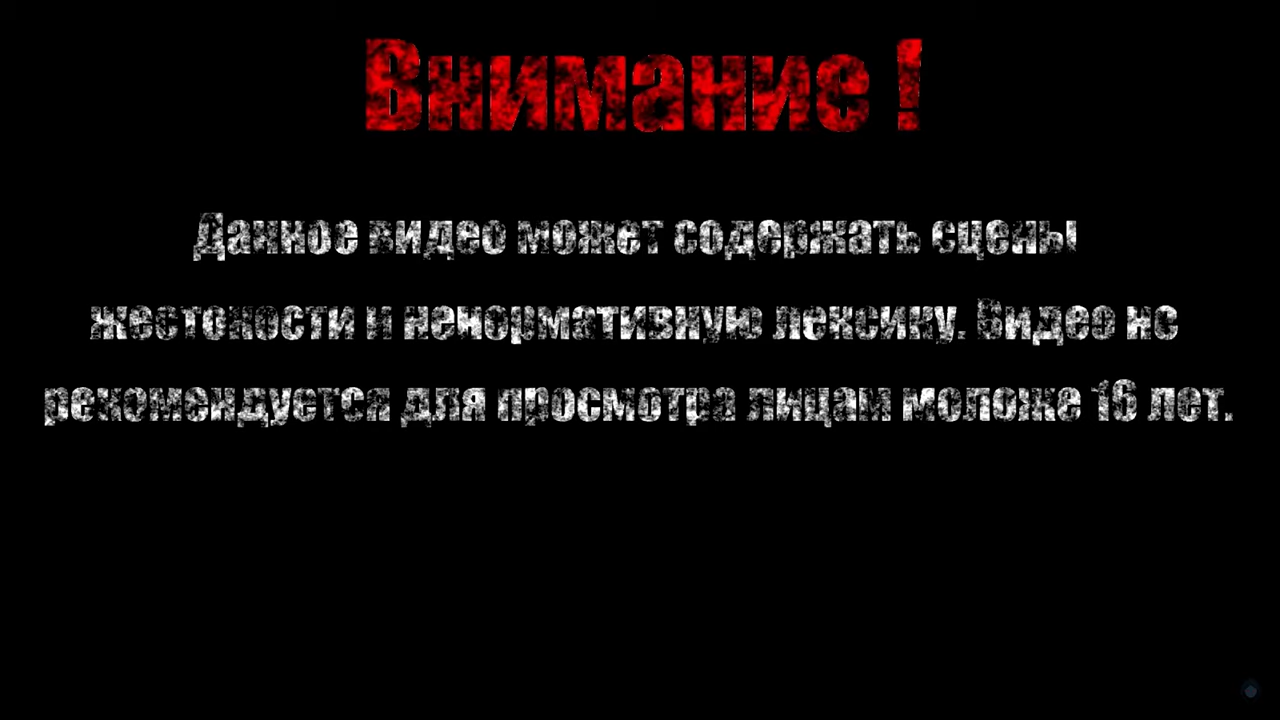 Внимание !
Данное видео может содержать сцены
жестокости и ненормативную лексику. Видео не
рекомендуется для просмотра лицам моложе 16 лет.